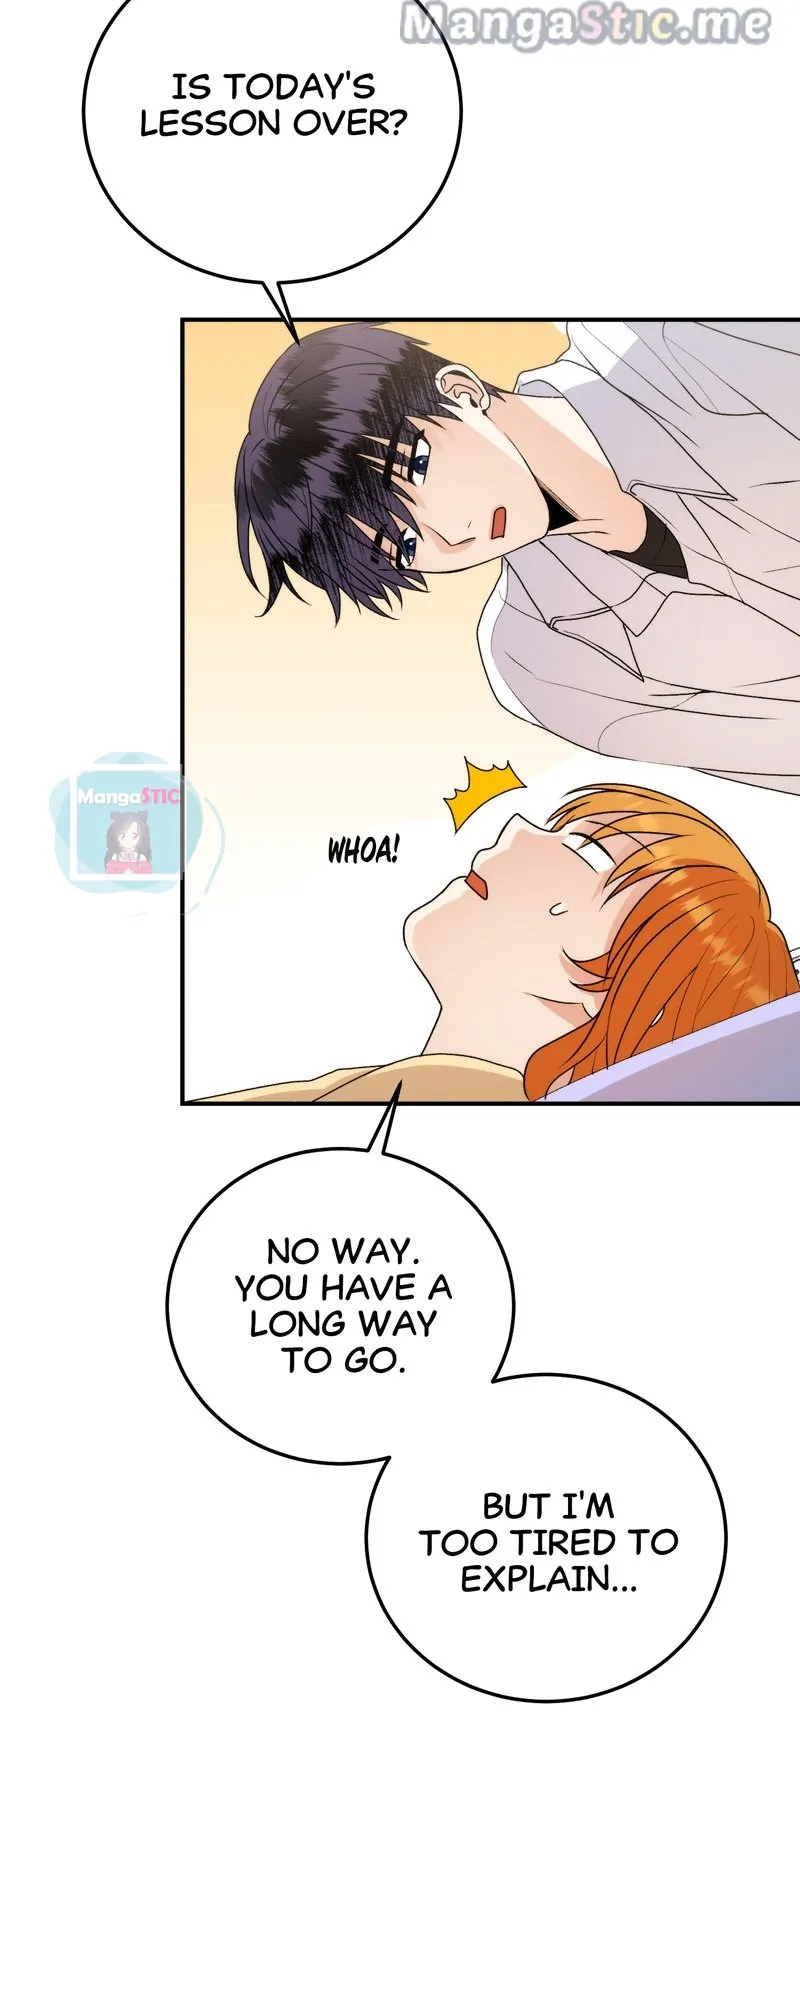 MangaStic.me
IS TODAY'S
LESSON OVER?
MangaSTIC
WHOA!
NO WAY.
YOU HAVE A
LONG WAY
TO GO.
BUT I'M
TOO TIRED TO
EXPLAIN...